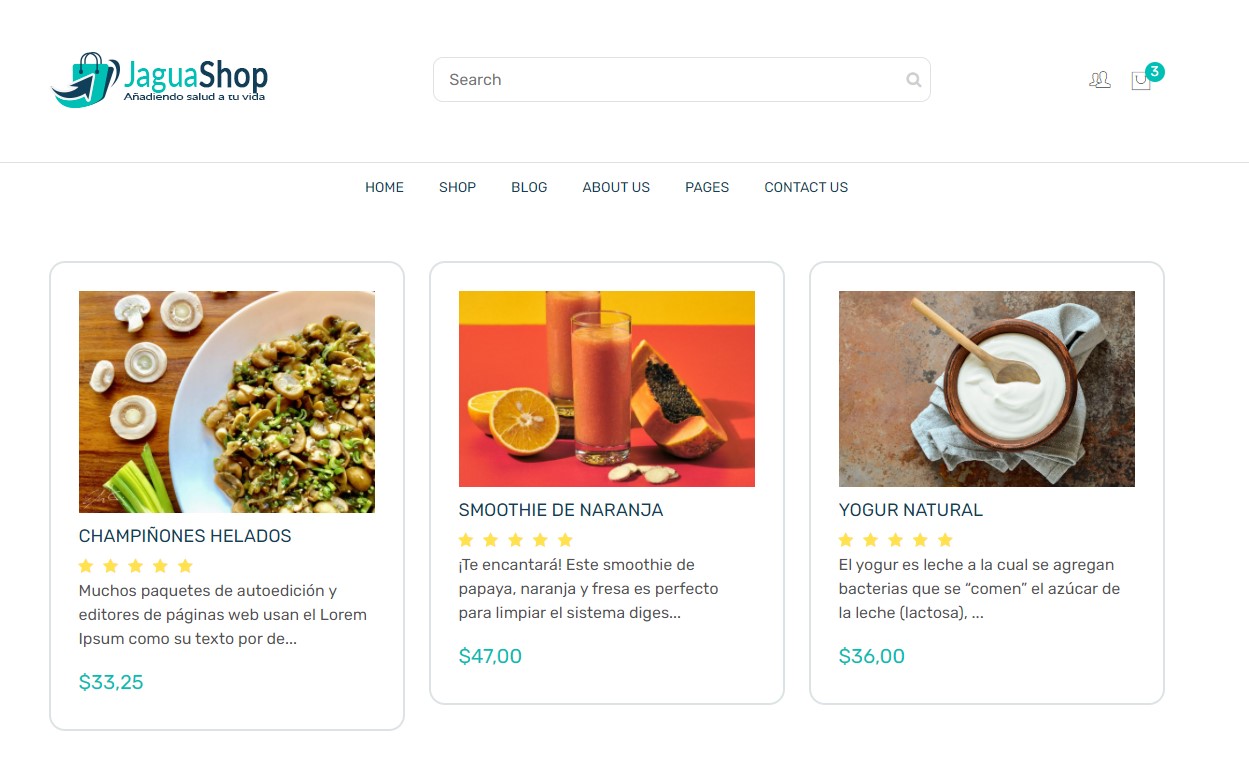 JaguaShop
Añadiendo salud a tu vida
Search
3
HOME
SHOP
BLOG
ABOUT US
PAGES
CONTACT US
CHAMPIÑONES HELADOS
Muchos paquetes de autoedición y
editores de páginas web usan el Lorem
Ipsum como su texto por de...
$33,25
SMOOTHIE DE NARANJA
¡Te encantará! Este smoothie de
papaya, naranja y fresa es perfecto
para limpiar el sistema diges...
$47,00
YOGUR NATURAL
El yogur es leche a la cual se agregan
bacterias que se “comen” el azúcar de
la leche (lactosa), ...
$36,00